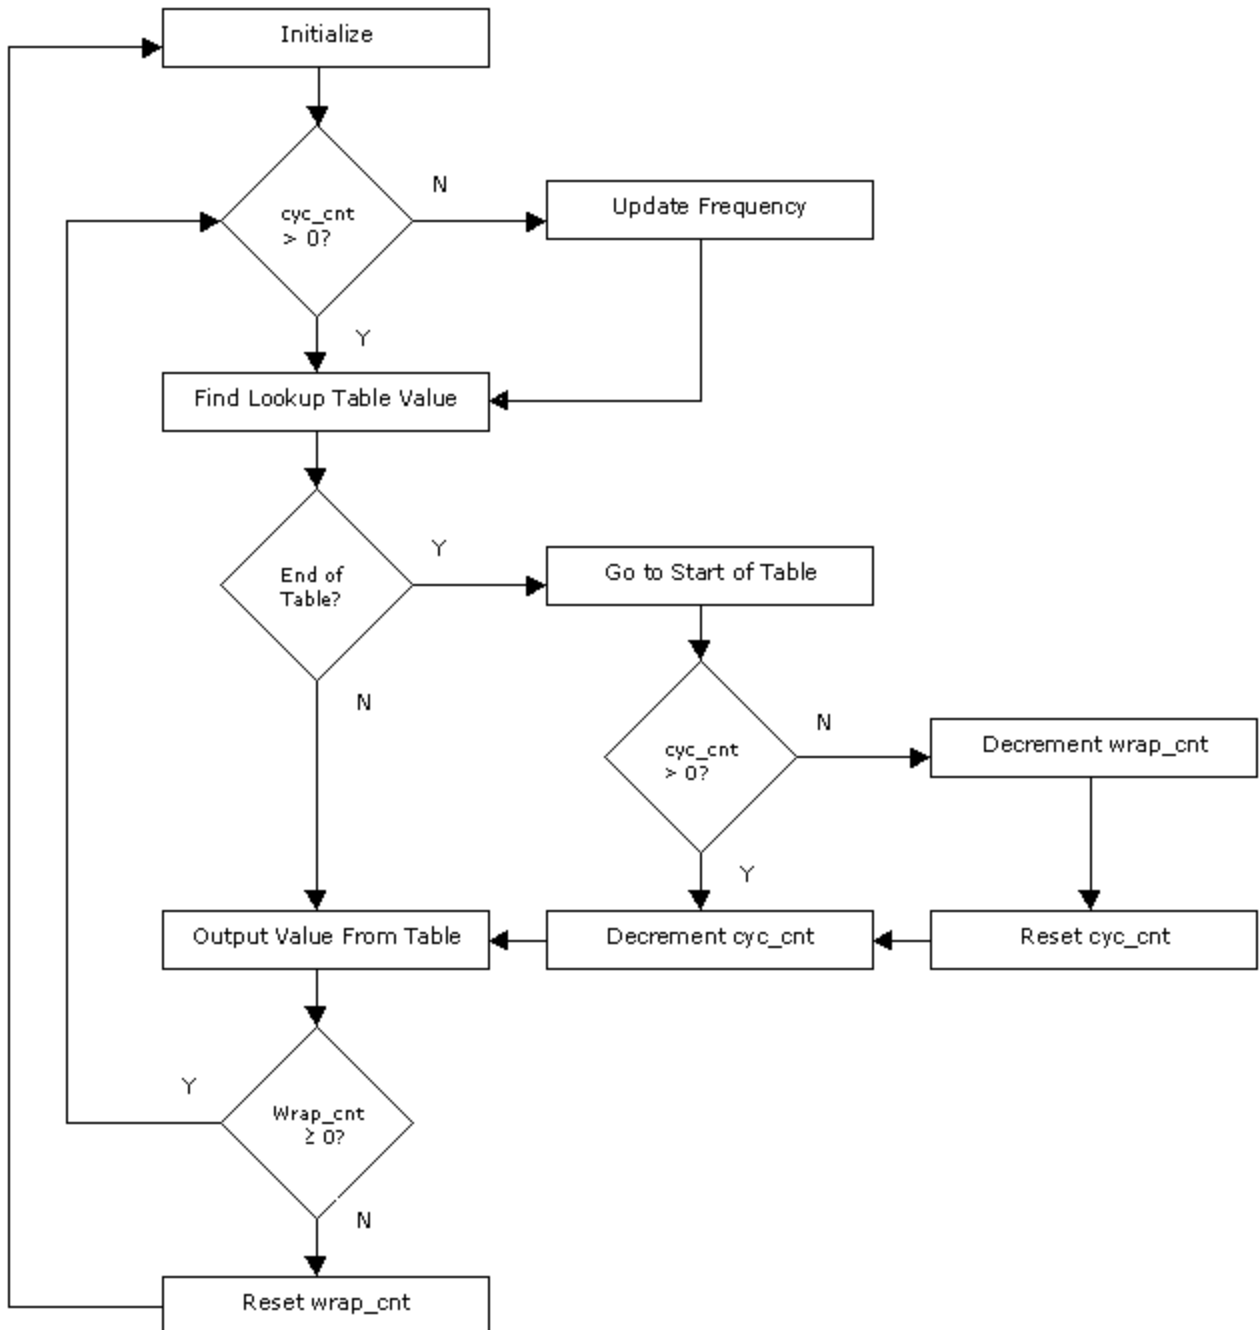 Initialize
cyc_cnt
> 0?
N
Update Frequency
Y
Find Lookup Table Value
End of
Table?
Y
Go to Start of Table
N
cyc_cnt
> 0?
N
Decrement wrap_cnt
Y
Output Value From Table
Decrement cyc_cnt
Reset cyc_cnt
Y
Wrap_cnt
≥ 0?
N
Reset wrap_cnt